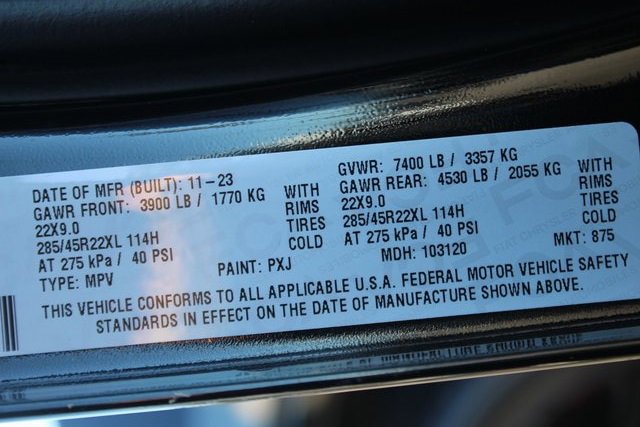 DATE OF MFR (BUILT): 11-23 GVWR: 7400 LB / 3357 KG
GAWR FRONT: 3900 LB / 1770 KG WITH GAWR REAR: 4530 LB / 2055 KG WITH
22X9.0 RIMS 22X9.0 RIMS
285/45R22XL 114H TIRES 285/45R22XL 114H TIRES
AT 275 kPa / 40 PSI COLD AT 275 kPa / 40 PSI COLD
TYPE: MPV PAINT: PXJ MDH: 103120 MKT: 875
THIS VEHICLE CONFORMS TO ALL APPLICABLE U.S.A. FEDERAL MOTOR VEHICLE SAFETY
STANDARDS IN EFFECT ON THE DATE OF MANUFACTURE SHOWN ABOVE.